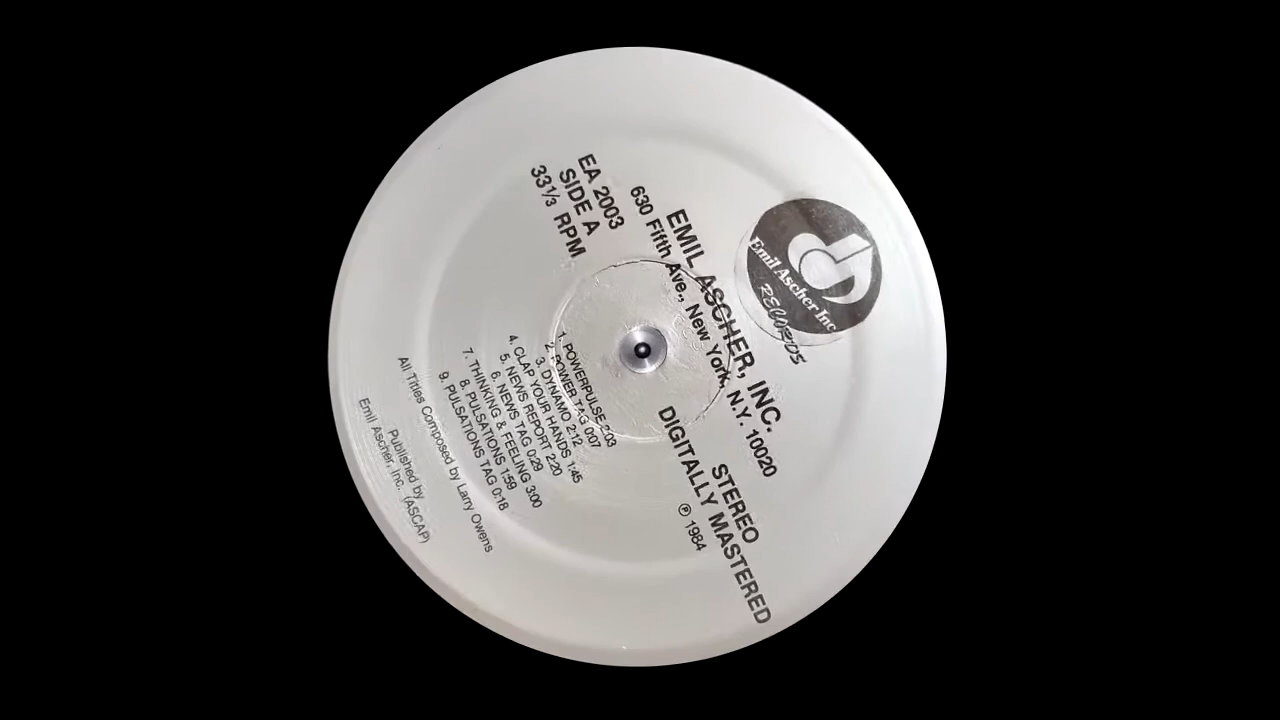 Emil Ascher Inc.
RECORDS
EMIL ASCHER, INC.
630 Fifth Ave., New York, N.Y. 10020
EA 2003
SIDE A
33⅓ RPM
STEREO
DIGITALLY MASTERED
℗ 1984
1. POWERPULSE 2:03
2. POWER TAG 0:07
3. DYNAMO 2:12
4. CLAP YOUR HANDS 1:45
5. NEWS REPORT 2:20
6. NEWS TAG 0:29
7. THINKING & FEELING 3:00
8. PULSATIONS 1:59
9. PULSATIONS TAG 0:18
All Titles Composed by Larry Owens
Published by
Emil Ascher, Inc. (ASCAP)